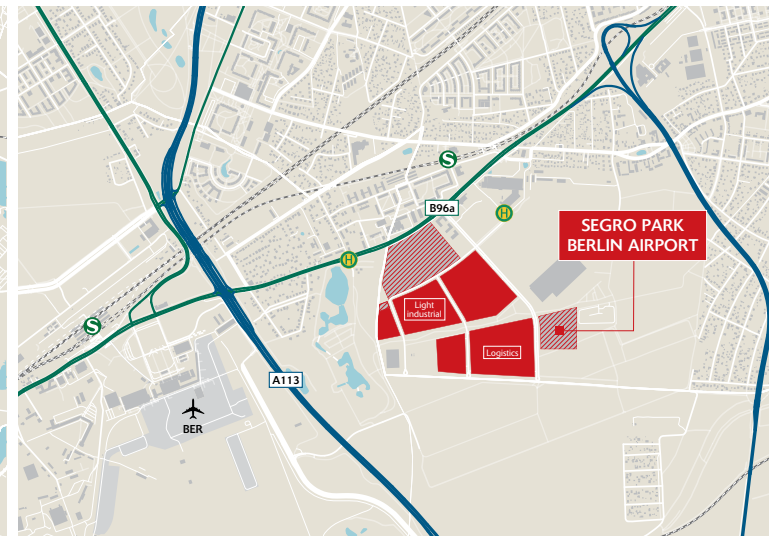 S
B96a
H
SEGRO PARK
BERLIN AIRPORT
H
Light
industrial
S
Logistics
A113
BER